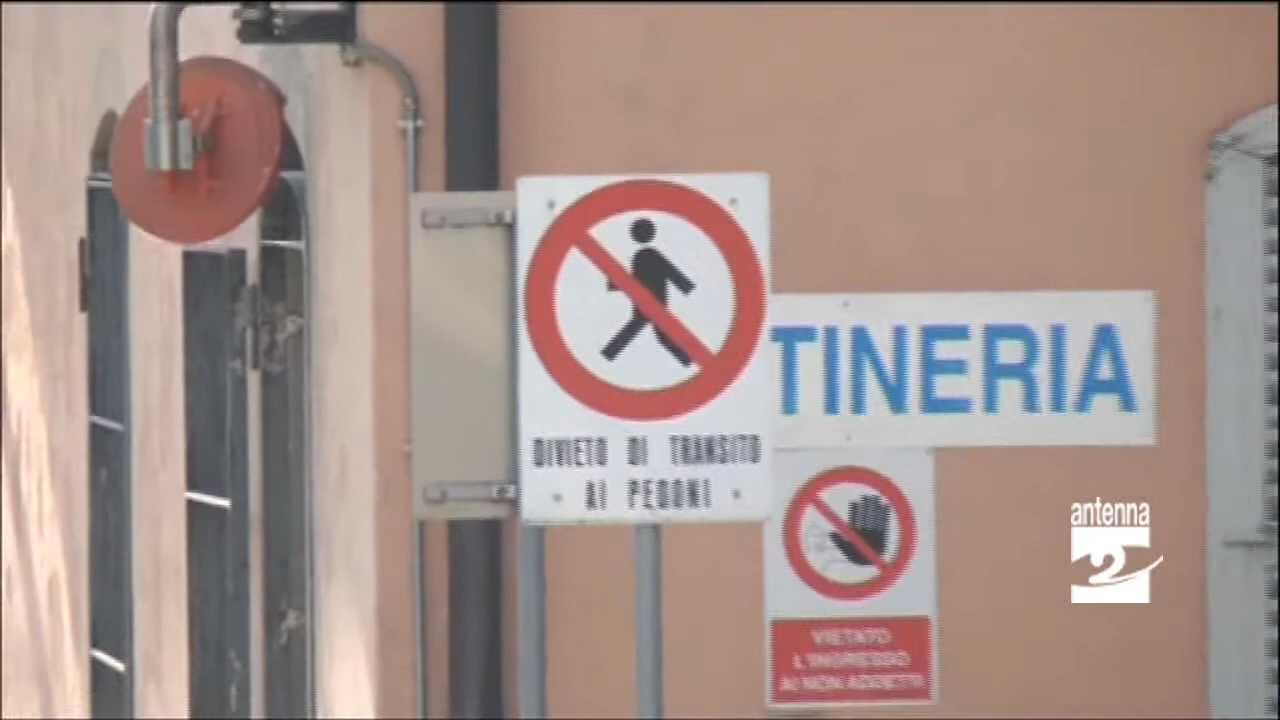 TINERIA
DIVIETO DI TRANSITO
AI PEDONI
VIETATO
L'INGRESSO
AI NON ADDETTI
antenna
2